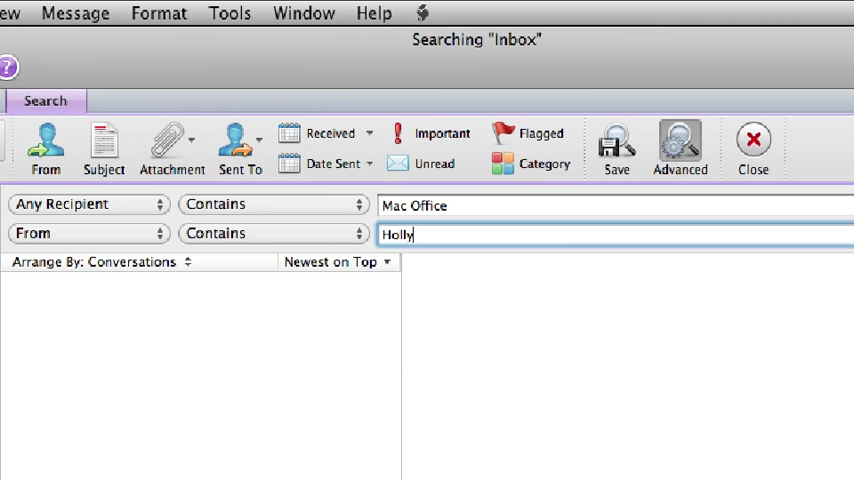 ew Message Format Tools Window Help
Searching "Inbox"
?
Search
Received Important Flagged
From Subject Attachment Sent To Date Sent Unread Category Save Advanced Close
Any Recipient Contains Mac Office
From Contains Holly
Arrange By: Conversations Newest on Top